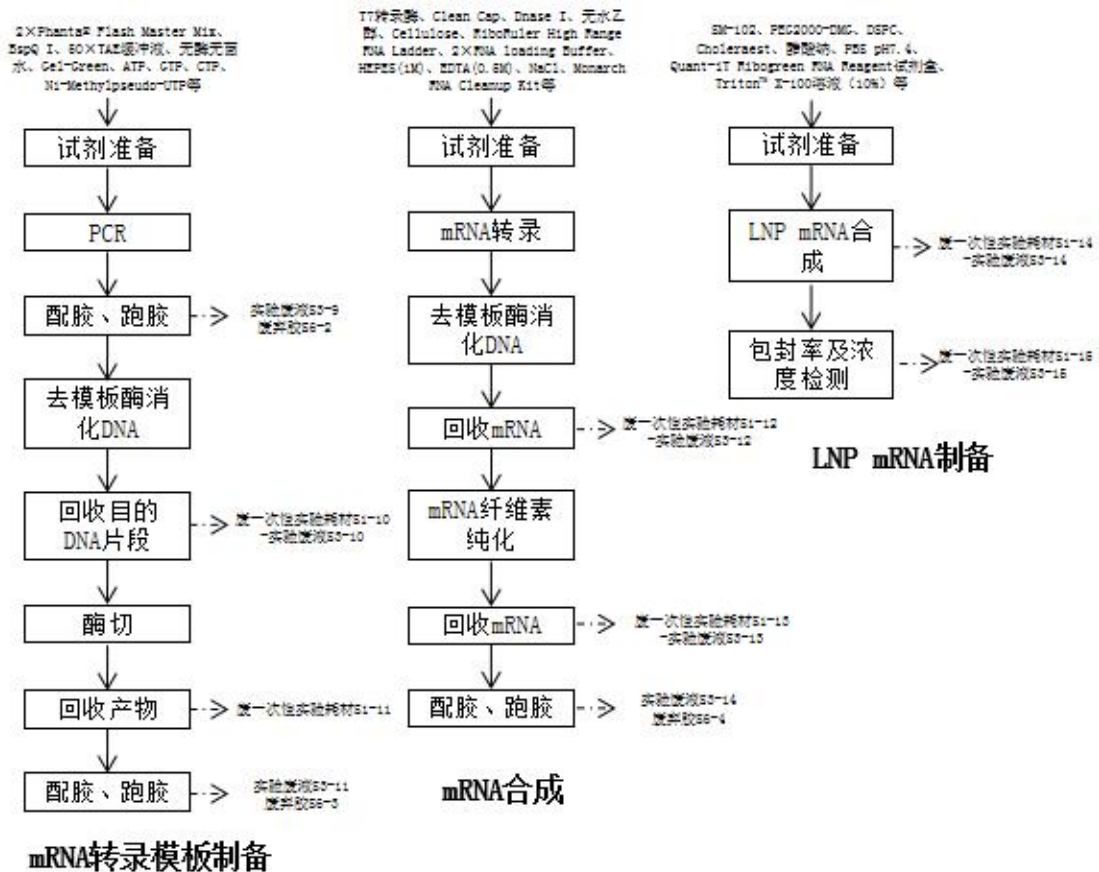 2×Phanta® Flash Master Mix、
BspQ I、50×TAE缓冲液、无酶无菌
水、Gel-Green、ATP、GTP、CTP、
N1-Methylpseudo-UTP等
试剂准备
PCR
配胶、跑胶
实验废液S3-9
废弃胶S6-2
去模板酶消
化DNA
回收目的
DNA片段
废一次性实验耗材S1-10
-实验废液S3-10
酶切
回收产物
废一次性实验耗材S1-11
配胶、跑胶
实验废液S3-11
废弃胶S6-3
mRNA转录模板制备
T7转录酶、Clean Cap、Dnase I、无水乙
醇、Cellulose、RiboRuler High Range
RNA Ladder、2×RNA loading Buffer、
HEPES(1M)、EDTA(0.5M)、NaCl、Monarch
RNA Cleanup Kit等
试剂准备
mRNA转录
去模板酶消
化DNA
回收mRNA
废一次性实验耗材S1-12
-实验废液S3-12
mRNA纤维素
纯化
回收mRNA
废一次性实验耗材S1-13
-实验废液S3-13
配胶、跑胶
实验废液S3-14
废弃胶S6-4
mRNA合成
SM-102、PEG2000-DMG、DSPC、
Choleraest、醋酸钠、PBS pH7.4、
Quant-iT Ribogreen RNA Reagent试剂盒、
Triton™ X-100溶液（10%）等
试剂准备
LNP mRNA合
成
废一次性实验耗材S1-14
-实验废液S3-14
包封率及浓
度检测
废一次性实验耗材S1-15
-实验废液S3-15
LNP mRNA制备